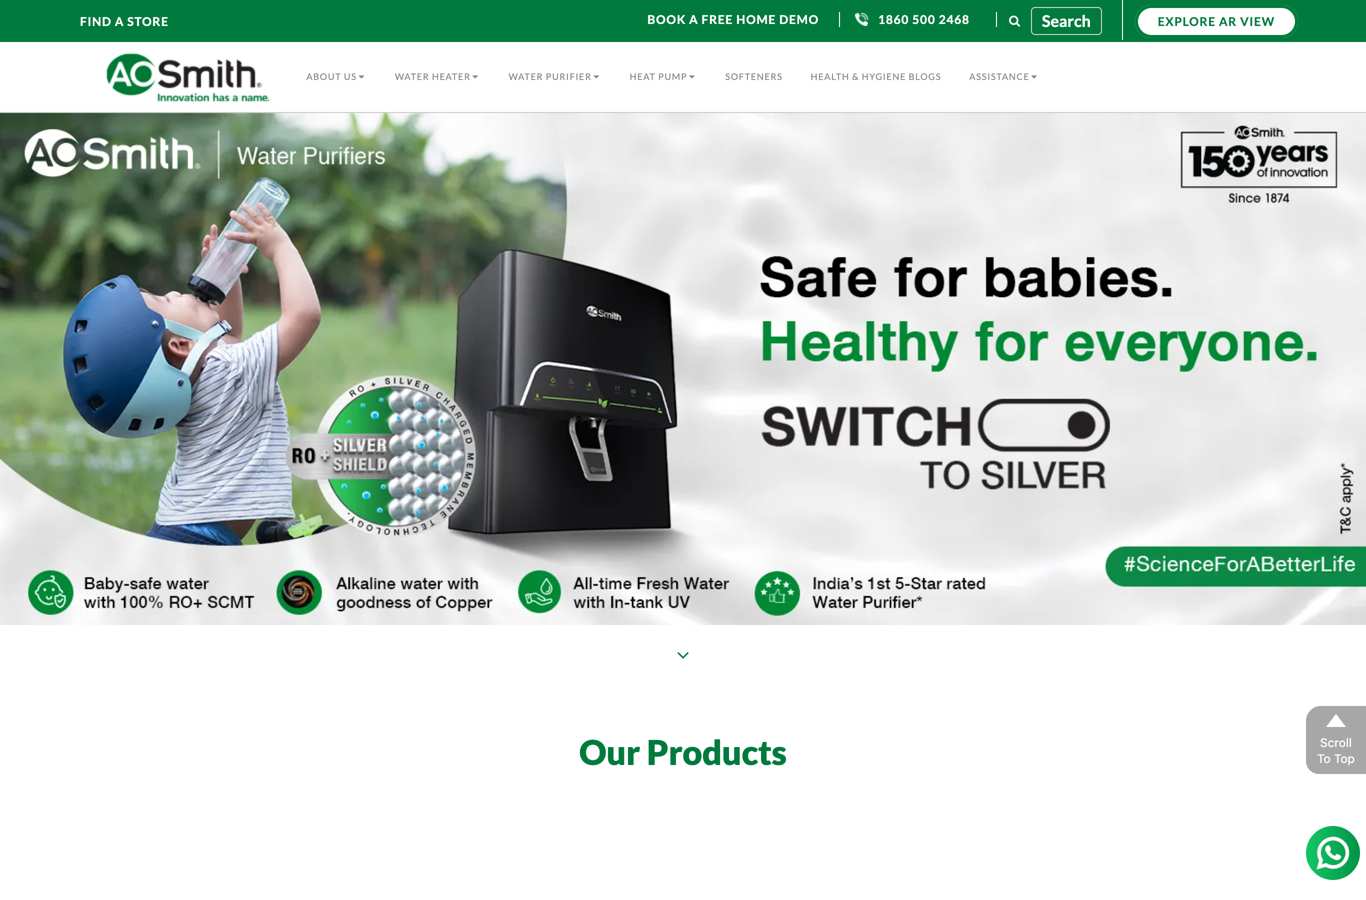 FIND A STORE
BOOK A FREE HOME DEMO
1860 500 2468
Search
EXPLORE AR VIEW
AO Smith.
Innovation has a name.
ABOUT US
WATER HEATER
WATER PURIFIER
HEAT PUMP
SOFTENERS
HEALTH & HYGIENE BLOGS
ASSISTANCE
AO Smith. Water Purifiers
AO Smith.
150 years
of innovation
Since 1874
Safe for babies.
Healthy for everyone.
SWITCH
TO SILVER
AO Smith
RO + SILVER CHARGED MEMBRANE TECHNOLOGY.
RO + SILVER
SHIELD
T&C apply*
#ScienceForABetterLife
Baby-safe water
with 100% RO+ SCMT
Alkaline water with
goodness of Copper
All-time Fresh Water
with In-tank UV
India's 1st 5-Star rated
Water Purifier*
Our Products
Scroll
To Top